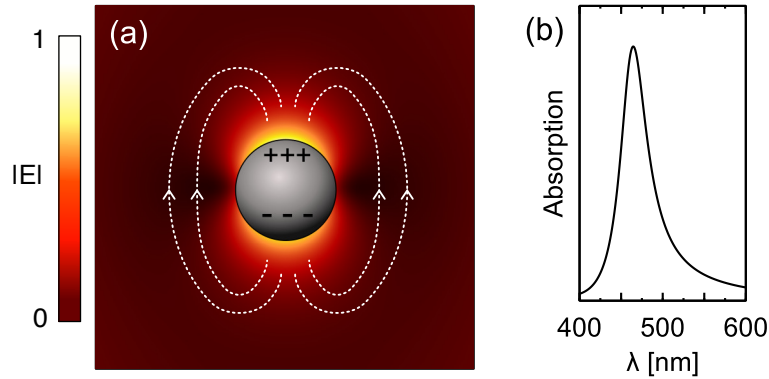 1
|E|
0
(a)
+++
- - -
(b)
Absorption
400 500 600
λ [nm]